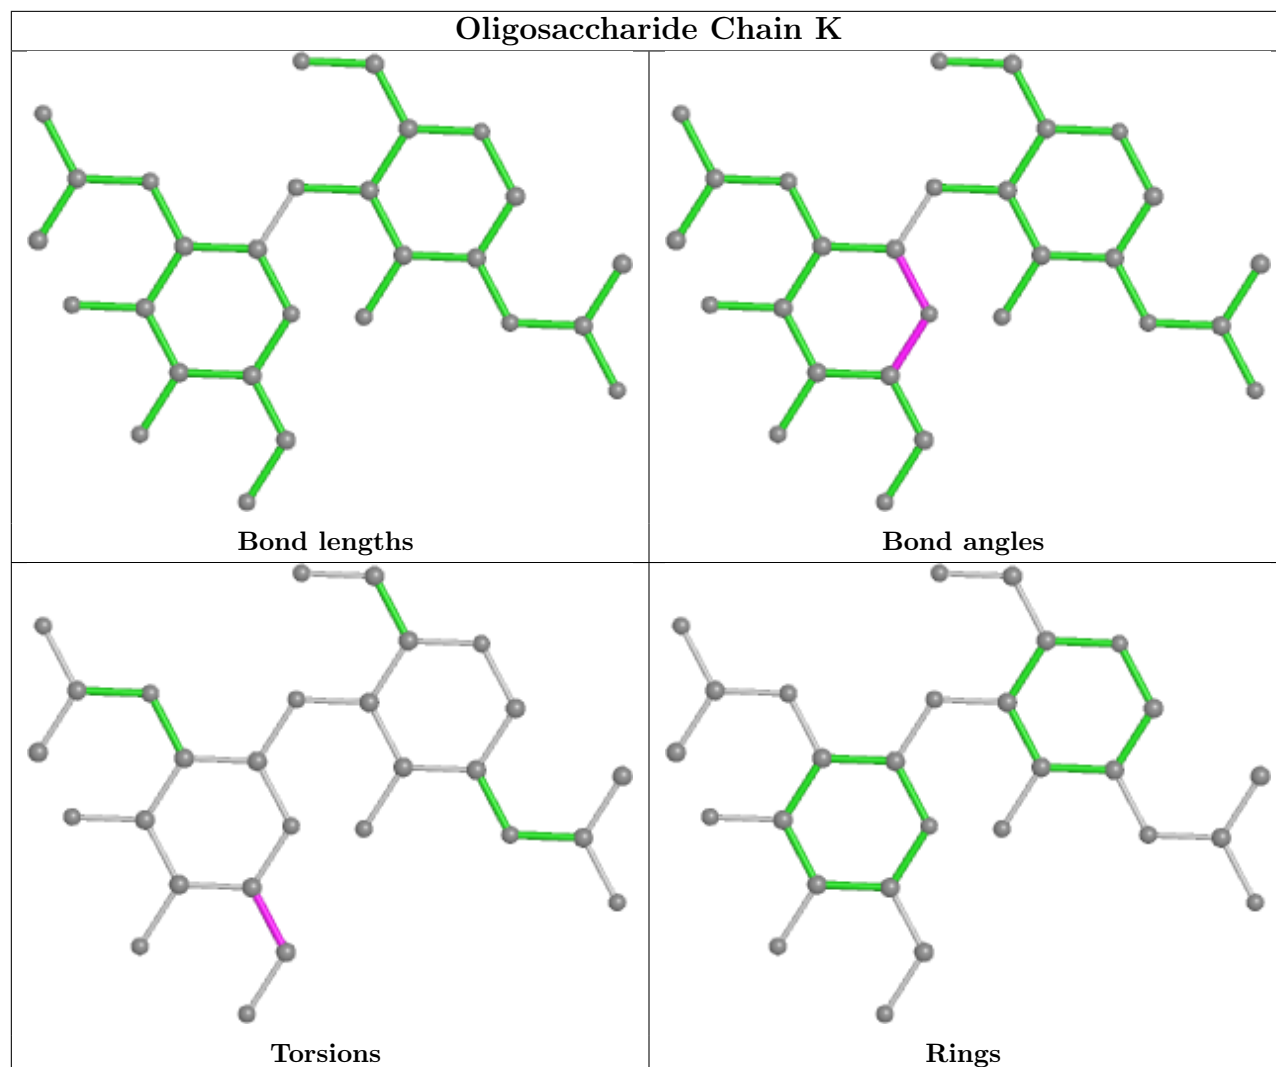 Oligosaccharide Chain K
Bond lengths
Bond angles
Torsions
Rings